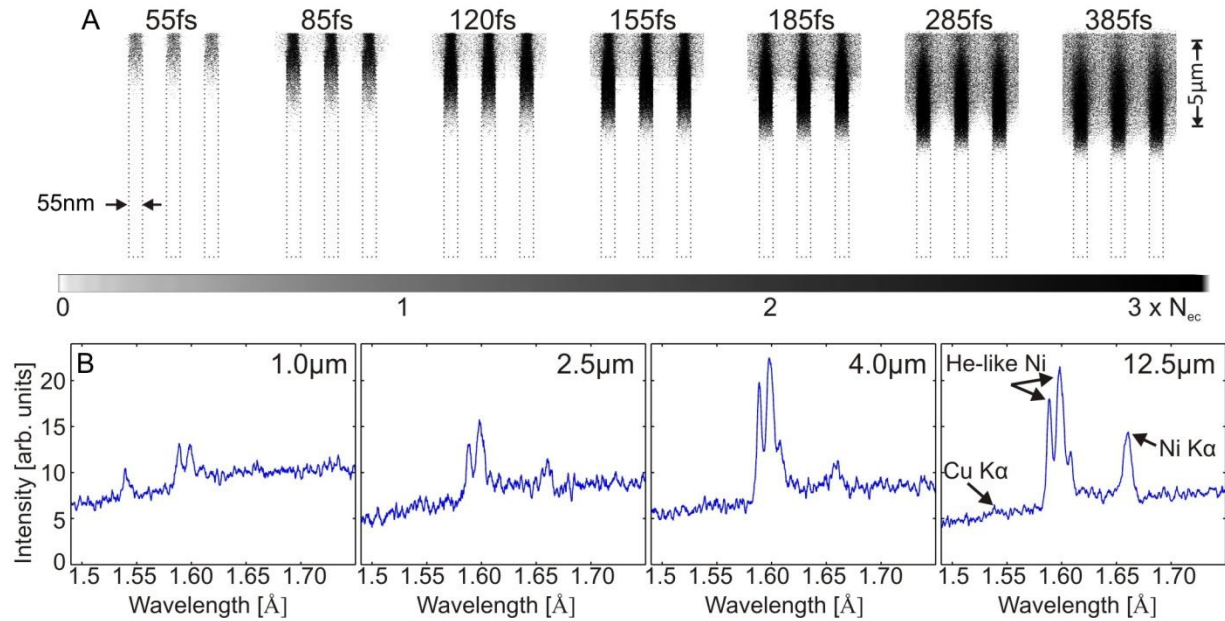 A 55fs 85fs 120fs 155fs 185fs 285fs 385fs
5µm
55nm
0 1 2 3 x Nec
B
1.0µm 2.5µm 4.0µm 12.5µm
He-like Ni
Ni Kα
Cu Kα
Intensity [arb. units]
20
15
10
5
0
1.5 1.55 1.60 1.65 1.70 1.5 1.55 1.60 1.65 1.70 1.5 1.55 1.60 1.65 1.70 1.5 1.55 1.60 1.65 1.70
Wavelength [Å] Wavelength [Å] Wavelength [Å] Wavelength [Å]